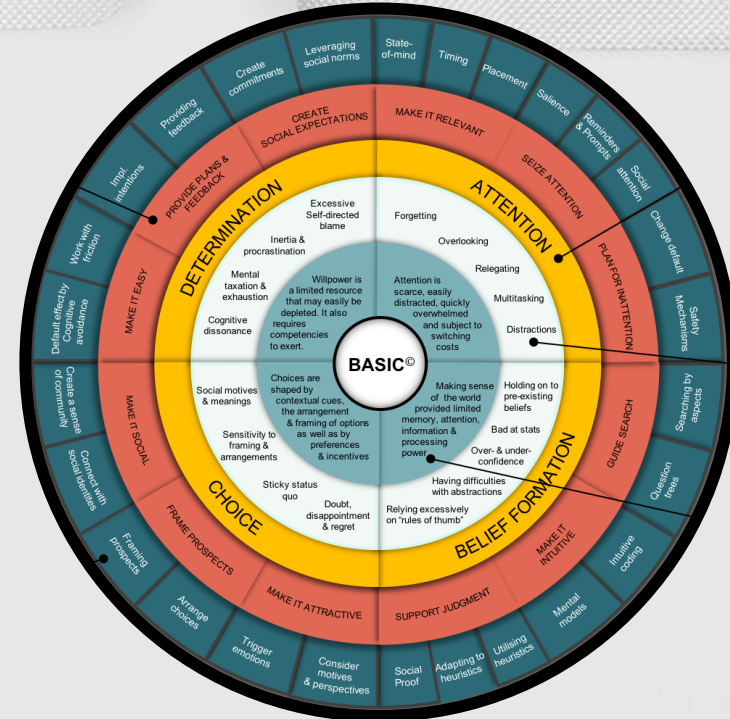 BASIC©
DETERMINATION
ATTENTION
BELIEF FORMATION
CHOICE
Willpower is
a limited resource
that may easily be
depleted. It also
requires
competencies
to exert.
Attention is
scarce, easily
distracted, quickly
overwhelmed
and subject to
switching
costs
Making sense
of the world
provided limited
memory, attention,
information &
processing
power
Choices are
shaped by
contextual cues,
the arrangement
& framing of options
as well as by
preferences
& incentives
Excessive
Self-directed
blame
Inertia &
procrastination
Mental
taxation &
exhaustion
Cognitive
dissonance
Forgetting
Overlooking
Relegating
Multitasking
Distractions
Holding on to
pre-existing
beliefs
Bad at stats
Over- & under-
confidence
Having difficulties
with abstractions
Relying excessively
on “rules of thumb”
Social motives
& meanings
Sensitivity to
framing &
arrangements
Sticky status
quo
Doubt,
disappointment
& regret
MAKE IT RELEVANT
SEIZE ATTENTION
PLAN FOR INATTENTION
GUIDE SEARCH
MAKE IT
INTUITIVE
SUPPORT JUDGMENT
MAKE IT ATTRACTIVE
FRAME PROSPECTS
MAKE IT SOCIAL
MAKE IT EASY
PROVIDE PLANS &
FEEDBACK
CREATE
SOCIAL EXPECTATIONS
State-
of-mind
Timing
Placement
Salience
Reminders
& Prompts
Social
attention
Change default
Safety
Mechanisms
Searching by
aspects
Question
trees
Intuitive
coding
Mental
models
Utilising
heuristics
Adapting to
heuristics
Social
Proof
Consider
motives
& perspectives
Trigger
emotions
Arrange
choices
Framing
prospects
Connect with
social identites
Create a sense
of community
Default effect by
Cognitive
avoidance
Work with
friction
Impl.
intentions
Providing
feedback
Create
commitments
Leveraging
social norms